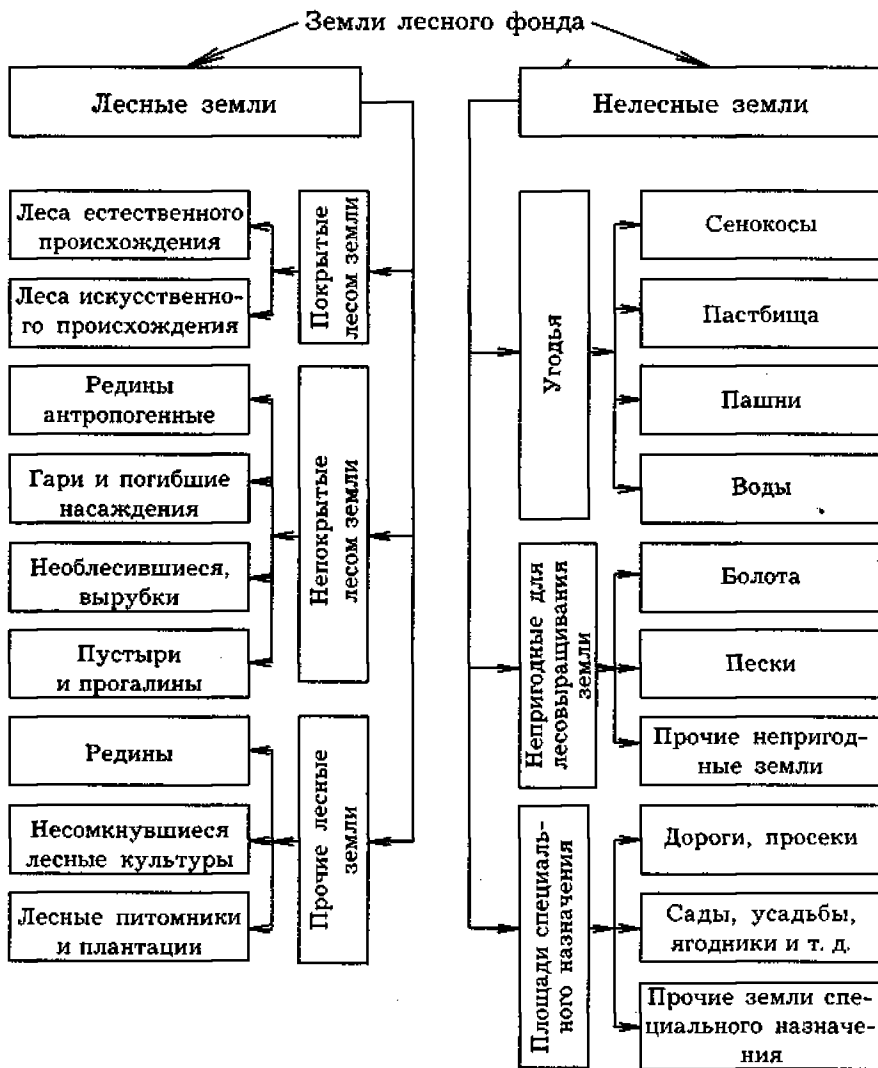 Земли лесного фонда
Лесные земли
Покрытые
лесом земли
Леса естественного
происхождения
Леса искусственно-
го происхождения
Непокрытые
лесом земли
Редины
антропогенные
Гари и погибшие
насаждения
Необлесившиеся,
вырубки
Пустыри
и прогалины
Прочие лесные
земли
Редины
Несомкнувшиеся
лесные культуры
Лесные питомники
и плантации
Нелесные земли
Угодья
Сенокосы
Пастбища
Пашни
Воды
Непригодные для
лесовыращивания
земли
Болота
Пески
Прочие непригод-
ные земли
Площади специаль-
ного назначения
Дороги, просеки
Сады, усадьбы,
ягодники и т. д.
Прочие земли спе-
циального назначе-
ния